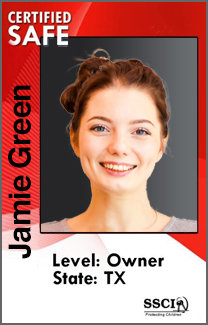 CERTIFIED
SAFE
Jamie Green
Level: Owner
State: TX
SSCI
Protecting Children